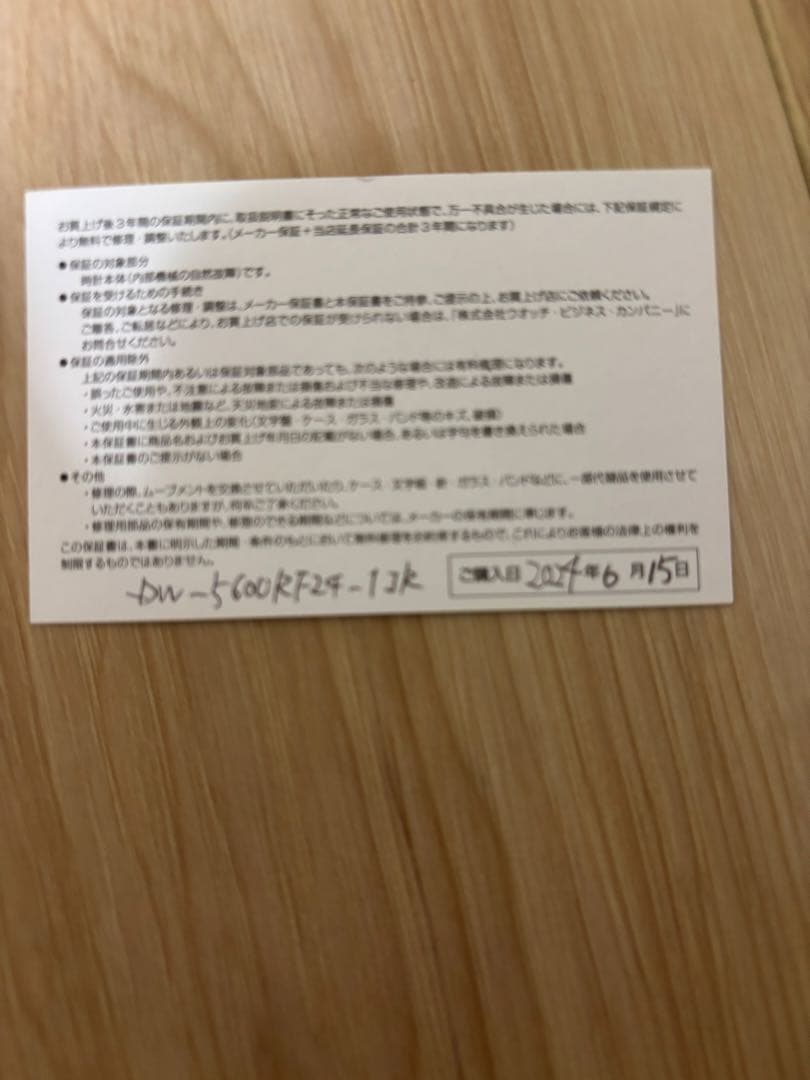 お買上げ後3年間の保証期間内に、取扱説明書にそった正常なご使用状態で、万一不具合が生じた場合には、下記保証規定に
より無料で修理・調整いたします。(メーカー保証+当店延長保証の合計3年間になります)
●保証の対象部分
時計本体(内部機械の自然故障)です。
●保証を受けるための手続き
保証の対象となる修理・調整は、メーカー保証書と本保証書をご持参、ご提示の上、お買上げ店にご依頼ください。
ご贈答、ご転居などにより、お買上げ店での保証が受けられない場合は、「株式会社ウオッチ・ビジネス・カンパニー」に
お問合せください。
●保証の適用除外
上記の保証期間内あるいは保証対象部品であっても、次のような場合には有料修理になります。
・誤ったご使用や、不注意による故障または損傷および不当な修理や、改造による故障または損傷
・火災・水害または地震など、天災地変による故障または損傷
・ご使用中に生じる外観上の変化(文字盤・ケース・ガラス・バンド等のキズ、破損)
・本保証書に商品名およびお買上げ年月日の記載がない場合、あるいは字句を書き換えられた場合
・本保証書のご提示がない場合
●その他
・修理の際、ムーブメントを交換させていただいたり、ケース・文字盤・針・ガラス・バンドなどに、一部代替品を使用させて
いただくこともありますが、何卒ご了承ください。
・修理用部品の保有期間や、修理のできる期間などについては、メーカーの保有期間に準じます。
この保証書は、本書に明示した期間・条件のもとにおいて無料修理をお約束するもので、これによりお客様の法律上の権利を
制限するものではありません。
DW-5600RF24-1JR ご購入日 2024年6月15日